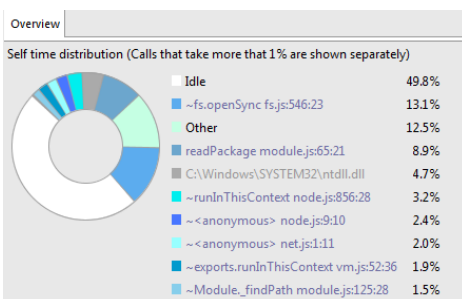 Overview
Self time distribution (Calls that take more that 1% are shown separately)
Idle 49.8%
~fs.openSync fs.js:546:23 13.1%
Other 12.5%
readPackage module.js:65:21 8.9%
C:\Windows\SYSTEM32\ntdll.dll 4.7%
~runInThisContext node.js:856:28 3.2%
~<anonymous> node.js:9:10 2.4%
~<anonymous> net.js:1:11 2.0%
~exports.runInThisContext vm.js:52:36 1.9%
~Module._findPath module.js:125:28 1.5%